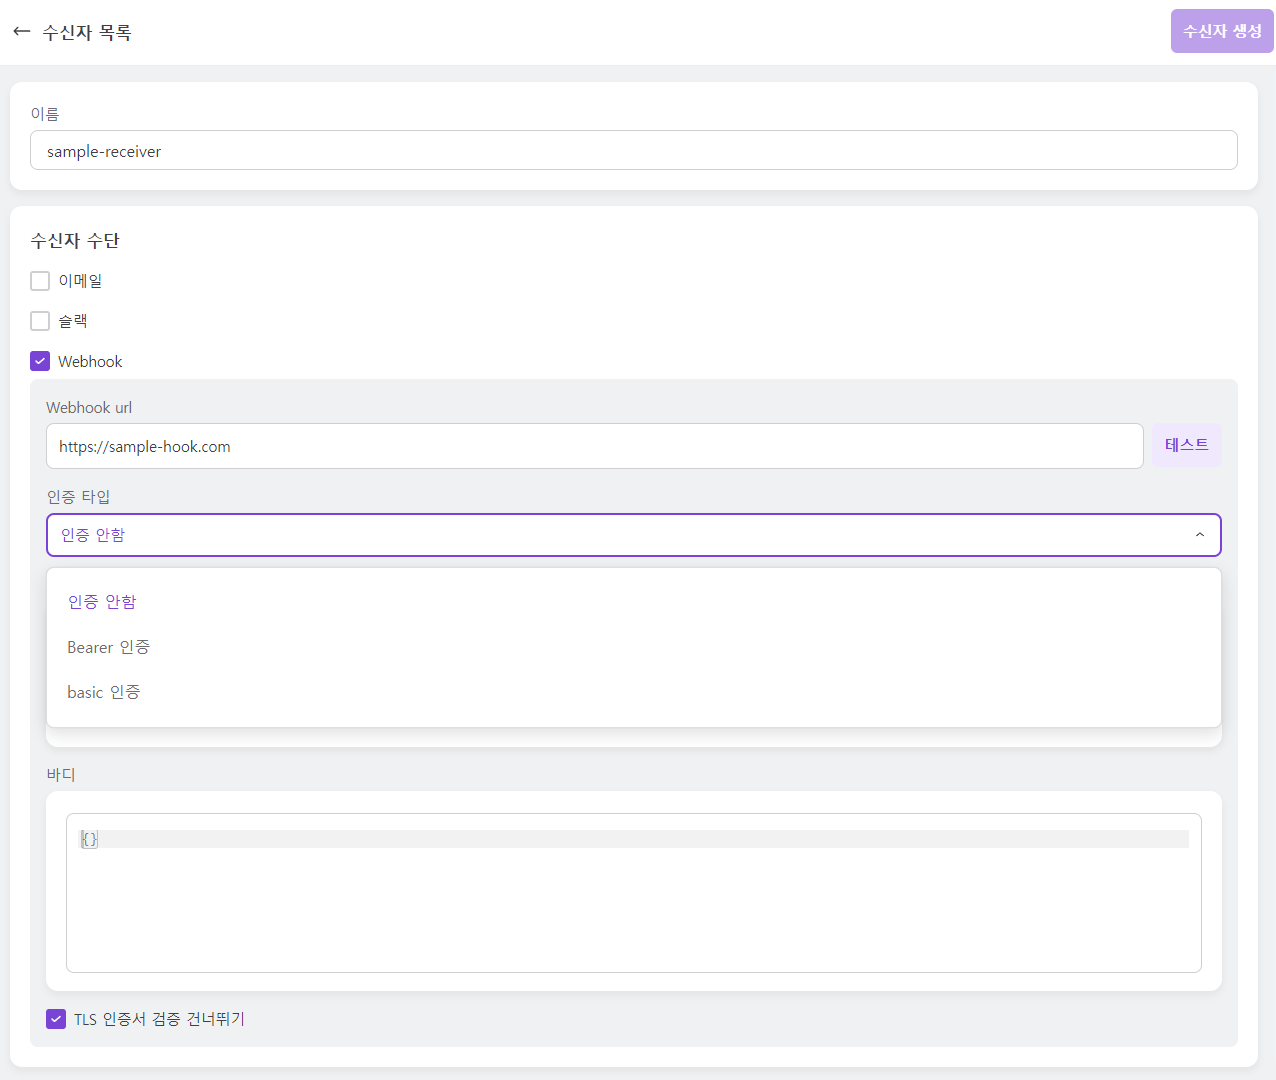 수신자 목록
수신자 생성
이름
sample-receiver
수신자 수단
이메일
슬랙
Webhook
Webhook url
https://sample-hook.com
테스트
인증 타입
인증 안함
인증 안함
Bearer 인증
basic 인증
바디
{}
TLS 인증서 검증 건너뛰기